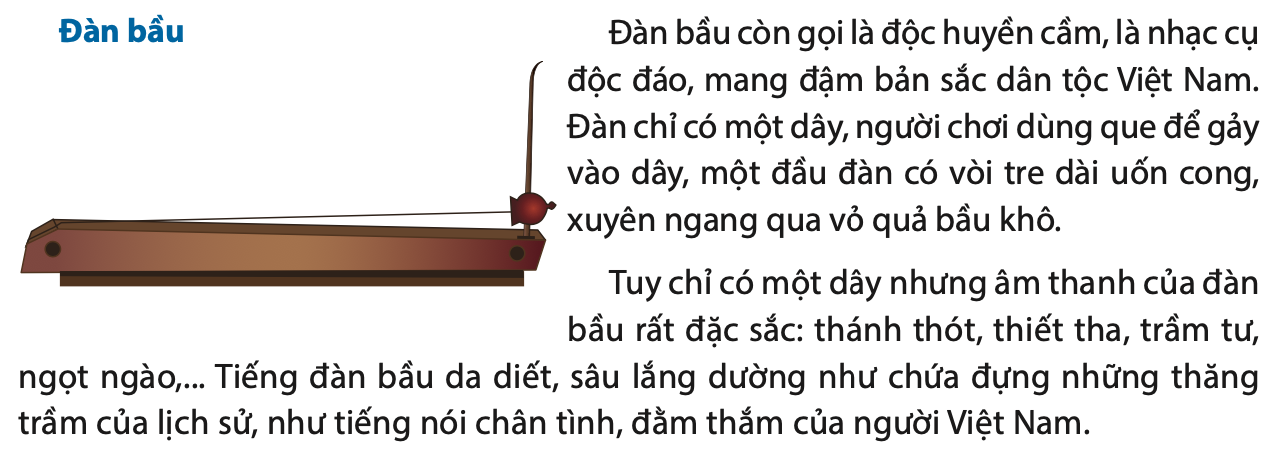 Đàn bầu
Đàn bầu còn gọi là độc huyền cầm, là nhạc cụ
độc đáo, mang đậm bản sắc dân tộc Việt Nam.
Đàn chỉ có một dây, người chơi dùng que để gảy
vào dây, một đầu đàn có vòi tre dài uốn cong,
xuyên ngang qua vỏ quả bầu khô.
Tuy chỉ có một dây nhưng âm thanh của đàn
bầu rất đặc sắc: thánh thót, thiết tha, trầm tư,
ngọt ngào,... Tiếng đàn bầu da diết, sâu lắng dường như chứa đựng những thăng
trầm của lịch sử, như tiếng nói chân tình, đằm thắm của người Việt Nam.